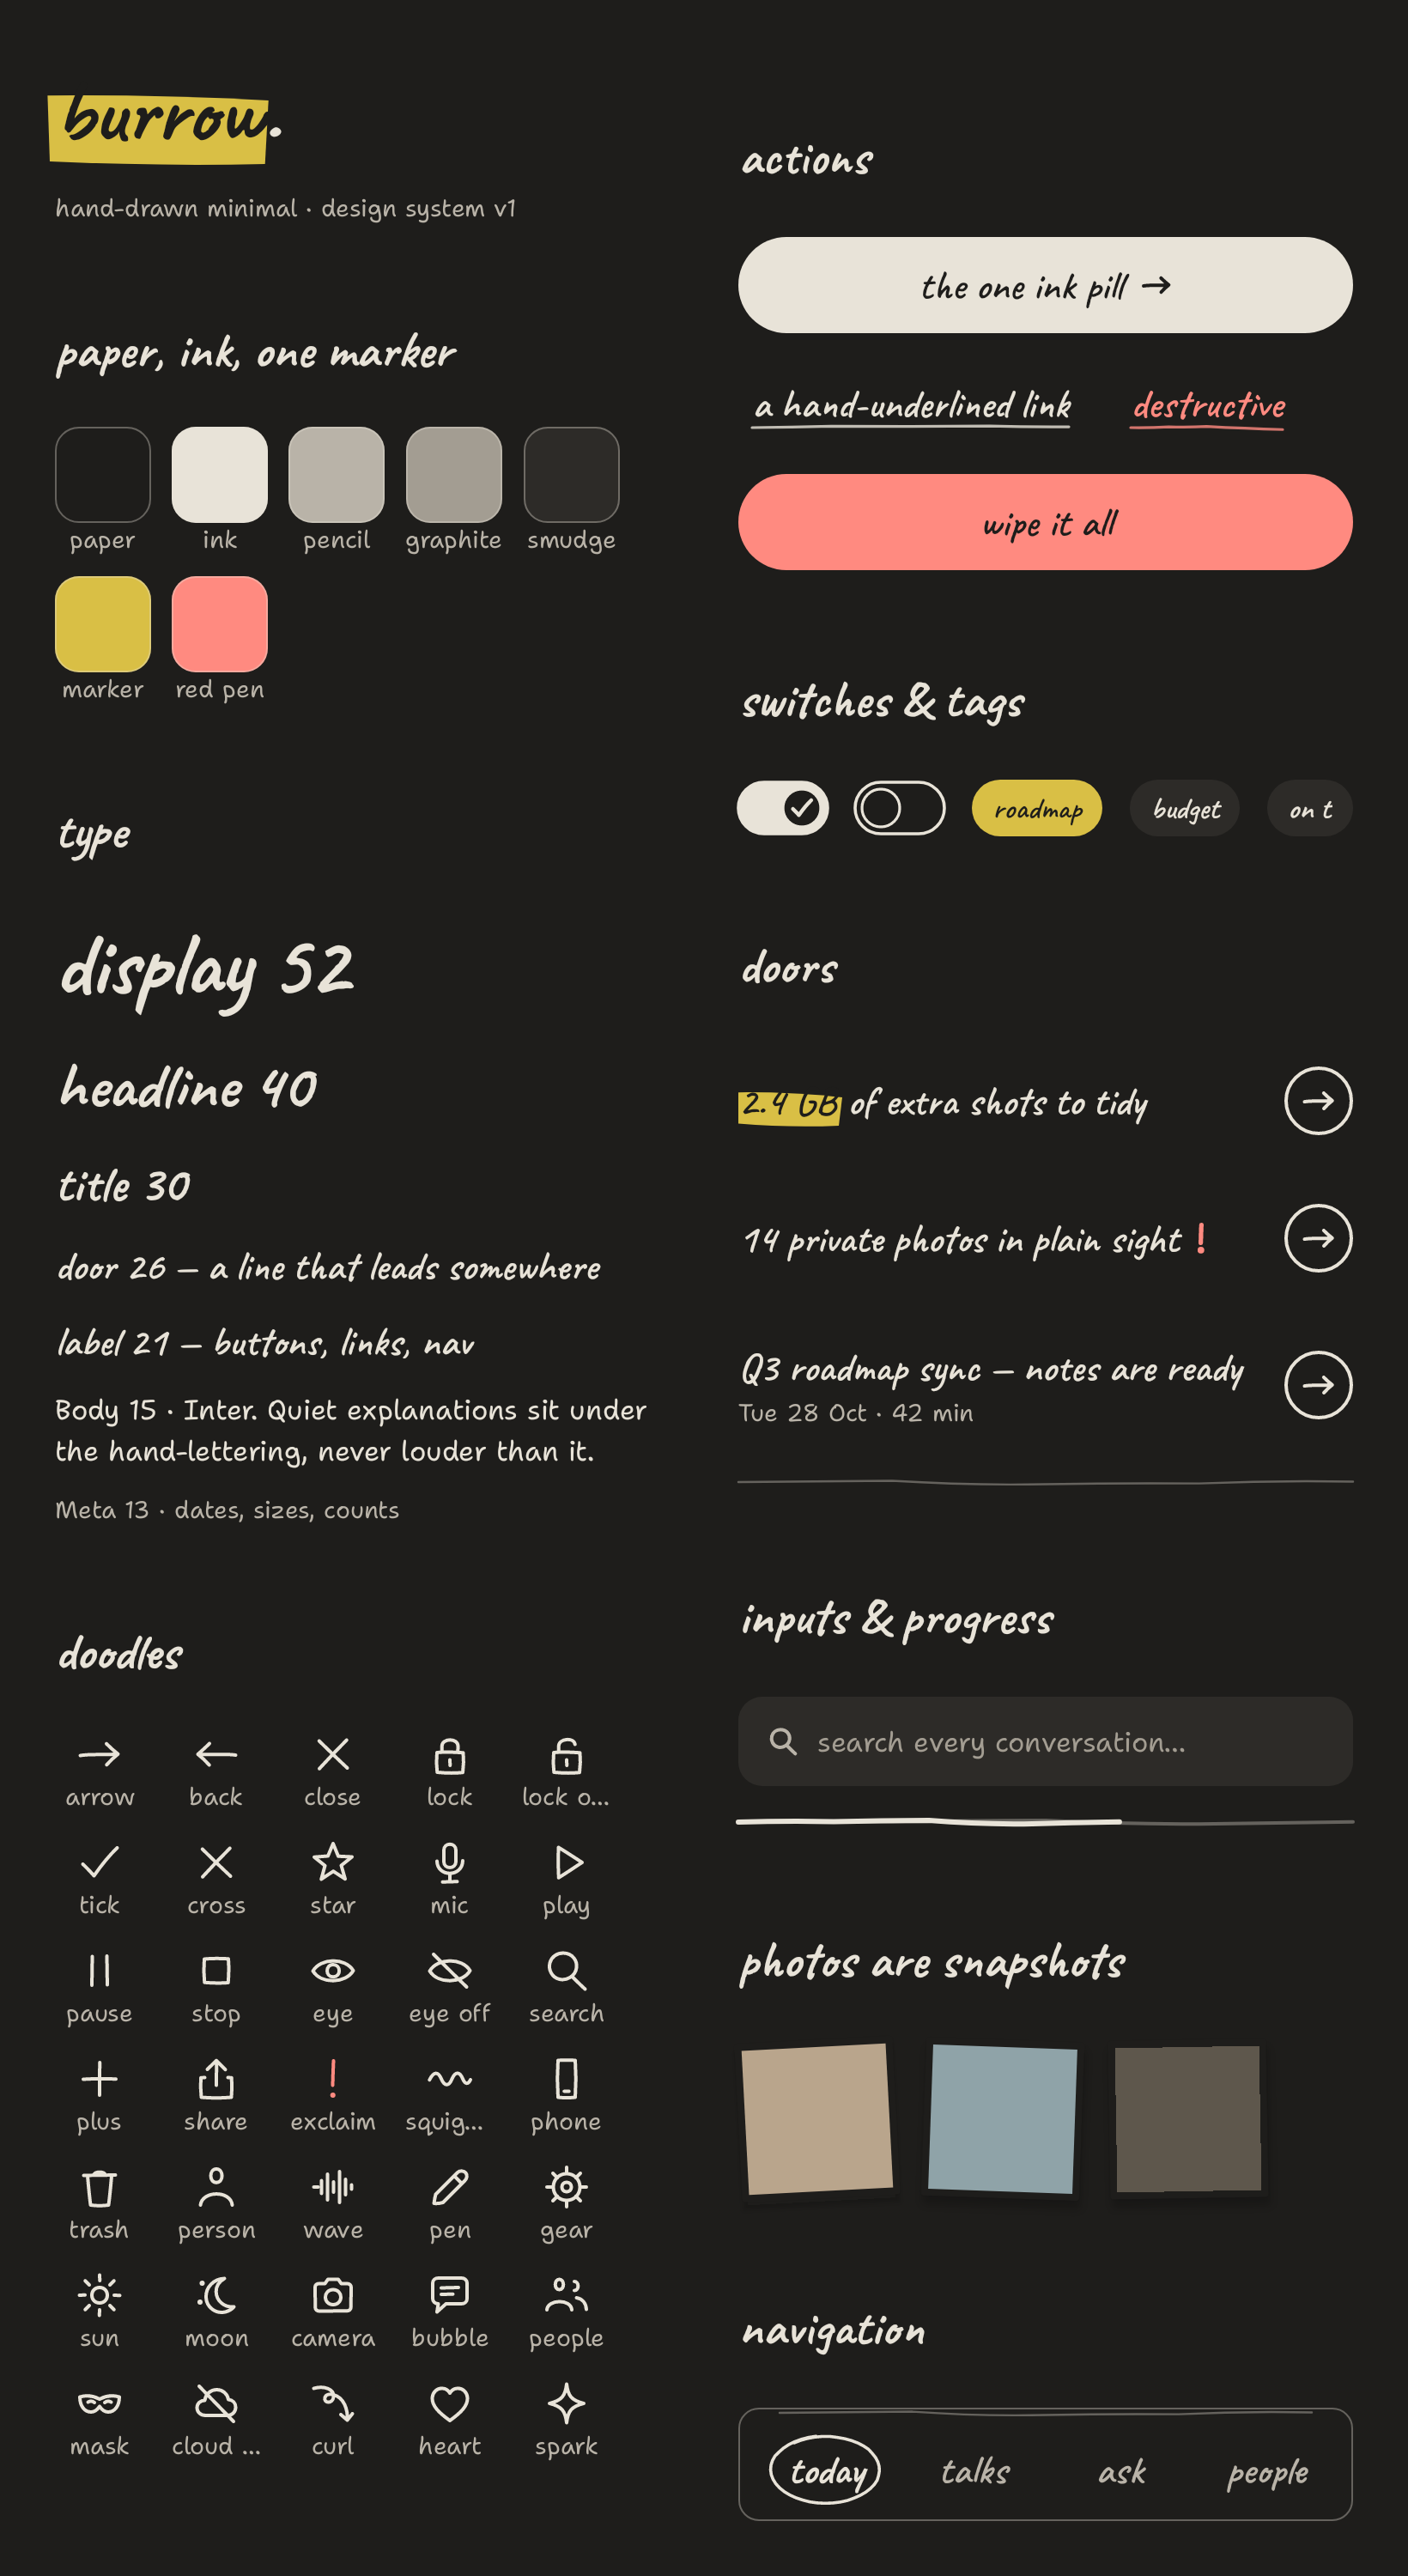 burrow.
hand-drawn minimal · design system v1
paper, ink, one marker
paper ink pencil graphite smudge
marker red pen
type
display 52
headline 40
title 30
door 26 — a line that leads somewhere
label 21 — buttons, links, nav
Body 15 · Inter. Quiet explanations sit under
the hand-lettering, never louder than it.
Meta 13 · dates, sizes, counts
doodles
arrow back close lock lock o...
tick cross star mic play
pause stop eye eye off search
plus share exclaim squig... phone
trash person wave pen gear
sun moon camera bubble people
mask cloud ... curl heart spark
actions
the one ink pill →
a hand-underlined link destructive
wipe it all
switches & tags
roadmap budget on t
doors
2.4 GB of extra shots to tidy
14 private photos in plain sight !
Q3 roadmap sync — notes are ready
Tue 28 Oct · 42 min
inputs & progress
search every conversation...
photos are snapshots
navigation
today talks ask people